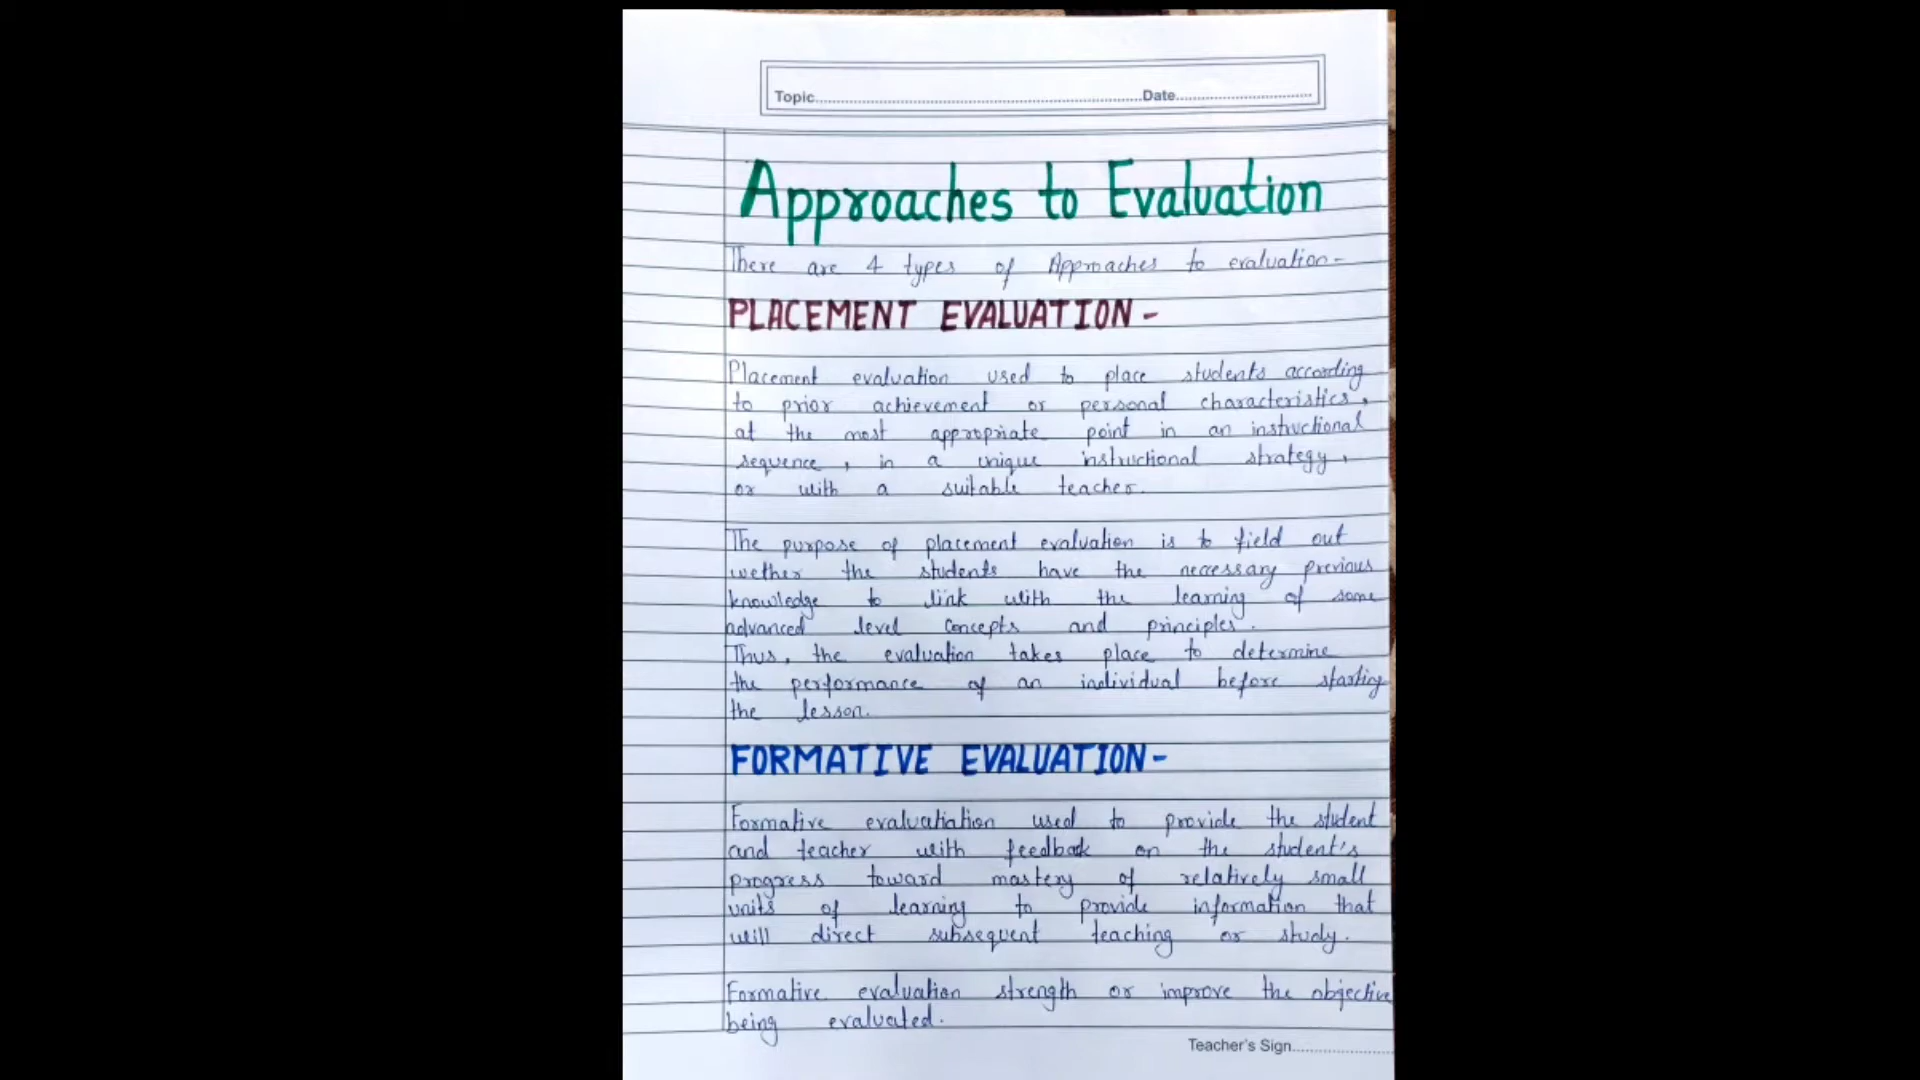 Topic Date
Approaches to Evaluation
There are 4 types of Approaches to evaluation-
PLACEMENT EVALUATION-
Placement evaluation used to place students according
to prior achievement or personal characteristics,
at the most appropriate point in an instructional
sequence, in a unique instructional strategy,
or with a suitable teacher.
The purpose of placement evaluation is to field out
wether the students have the necessary previous
knowledge to link with the learning of some
advanced level concepts and principles.
Thus, the evaluation takes place to determine
the performance of an individual before starting
the lesson.
FORMATIVE EVALUATION-
Formative evaluatiation used to provide the student
and teacher with feedback on the student's
progress toward mastery of relatively small
units of learning to provide information that
will direct subsequent teaching or study.
Formative evaluation strength or improve the objective
being evaluated.
Teacher's Sign